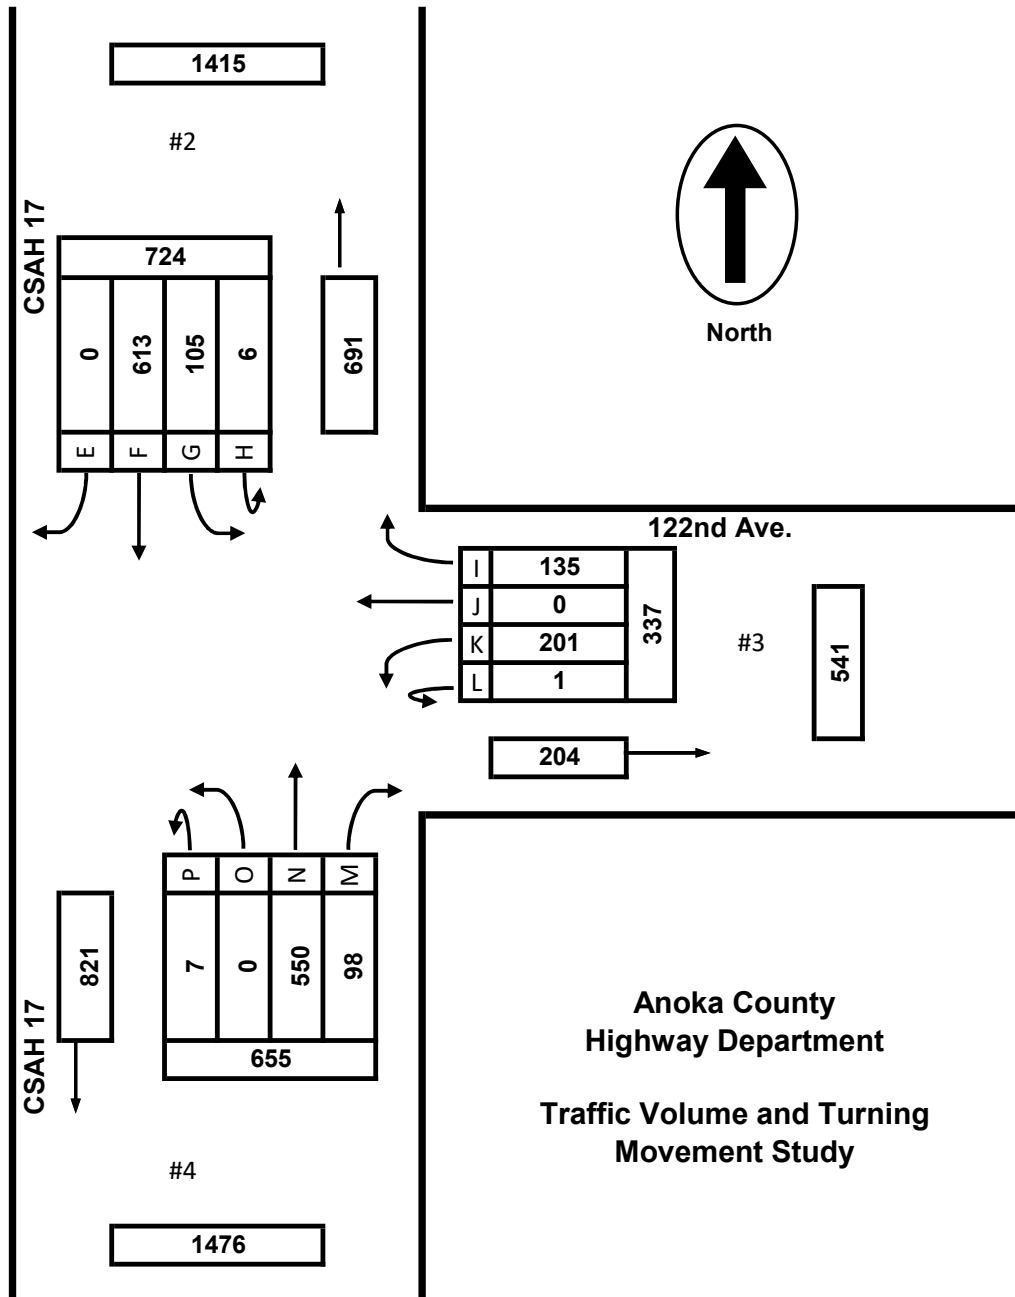 1415
#2
CSAH 17
724
0
613
105
6
E
F
G
H
691
North
122nd Ave.
I
135
J
0
K
201
L
1
337
#3
541
204
P
O
N
M
7
0
550
98
655
821
CSAH 17
#4
1476
Anoka County
Highway Department
Traffic Volume and Turning
Movement Study